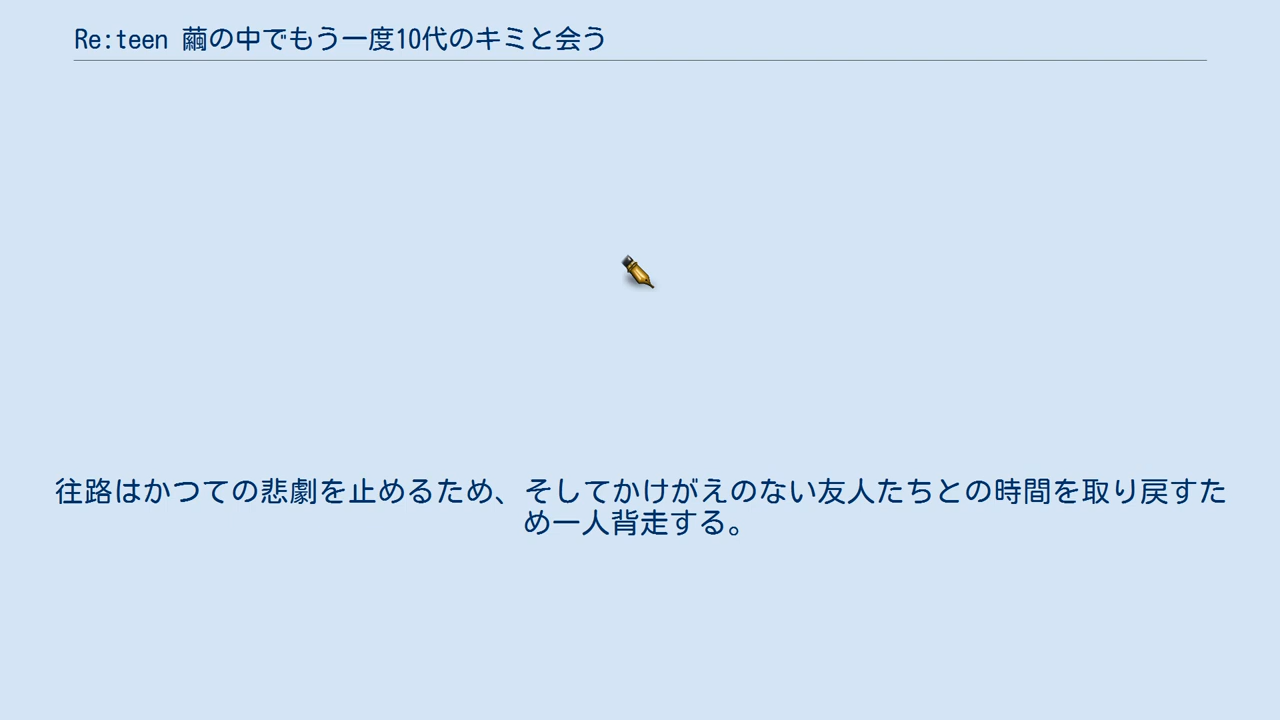 Re:teen 繭の中でもう一度10代のキミと会う
往路はかつての悲劇を止めるため、そしてかけがえのない友人たちとの時間を取り戻すた
め一人背走する。